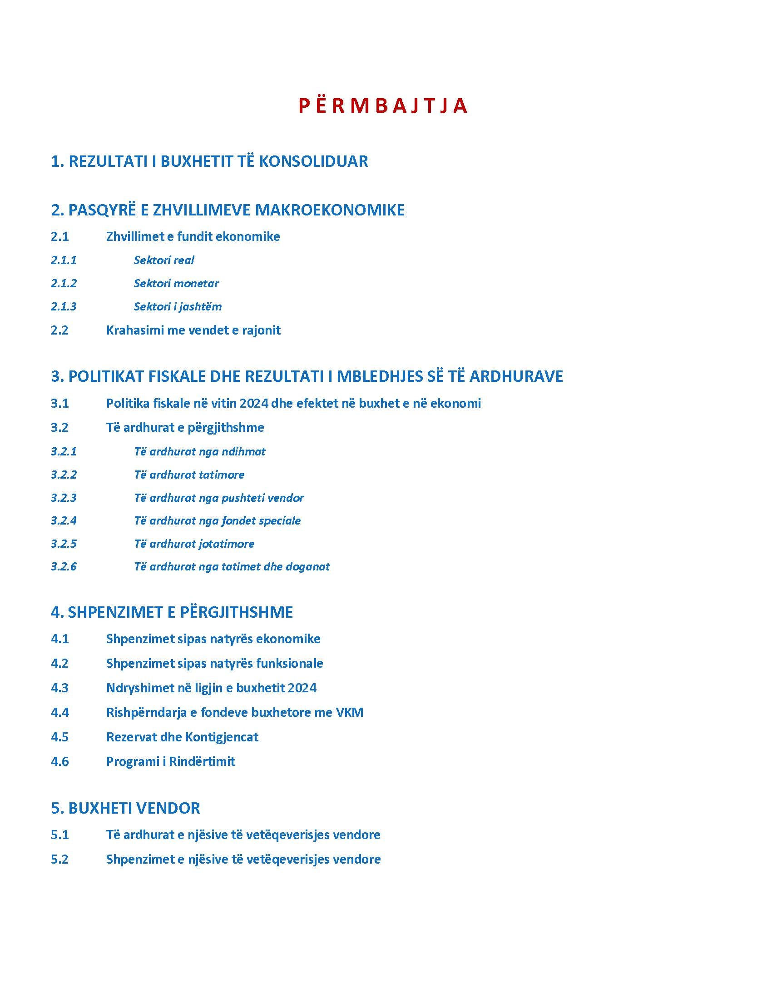 PËRMBAJTJA
1. REZULTATI I BUXHETIT TË KONSOLIDUAR
2. PASQYRË E ZHVILLIMEVE MAKROEKONOMIKE
2.1 Zhvillimet e fundit ekonomike
2.1.1 Sektori real
2.1.2 Sektori monetar
2.1.3 Sektori i jashtëm
2.2 Krahasimi me vendet e rajonit
3. POLITIKAT FISKALE DHE REZULTATI I MBLEDHJES SË TË ARDHURAVE
3.1 Politika fiskale në vitin 2024 dhe efektet në buxhet e në ekonomi
3.2 Të ardhurat e përgjithshme
3.2.1 Të ardhurat nga ndihmat
3.2.2 Të ardhurat tatimore
3.2.3 Të ardhurat nga pushteti vendor
3.2.4 Të ardhurat nga fondet speciale
3.2.5 Të ardhurat jotatimore
3.2.6 Të ardhurat nga tatimet dhe doganat
4. SHPENZIMET E PËRGJITHSHME
4.1 Shpenzimet sipas natyrës ekonomike
4.2 Shpenzimet sipas natyrës funksionale
4.3 Ndryshimet në ligjin e buxhetit 2024
4.4 Rishpërndarja e fondeve buxhetore me VKM
4.5 Rezervat dhe Kontigjencat
4.6 Programi i Rindërtimit
5. BUXHETI VENDOR
5.1 Të ardhurat e njësive të vetëqeverisjes vendore
5.2 Shpenzimet e njësive të vetëqeverisjes vendore